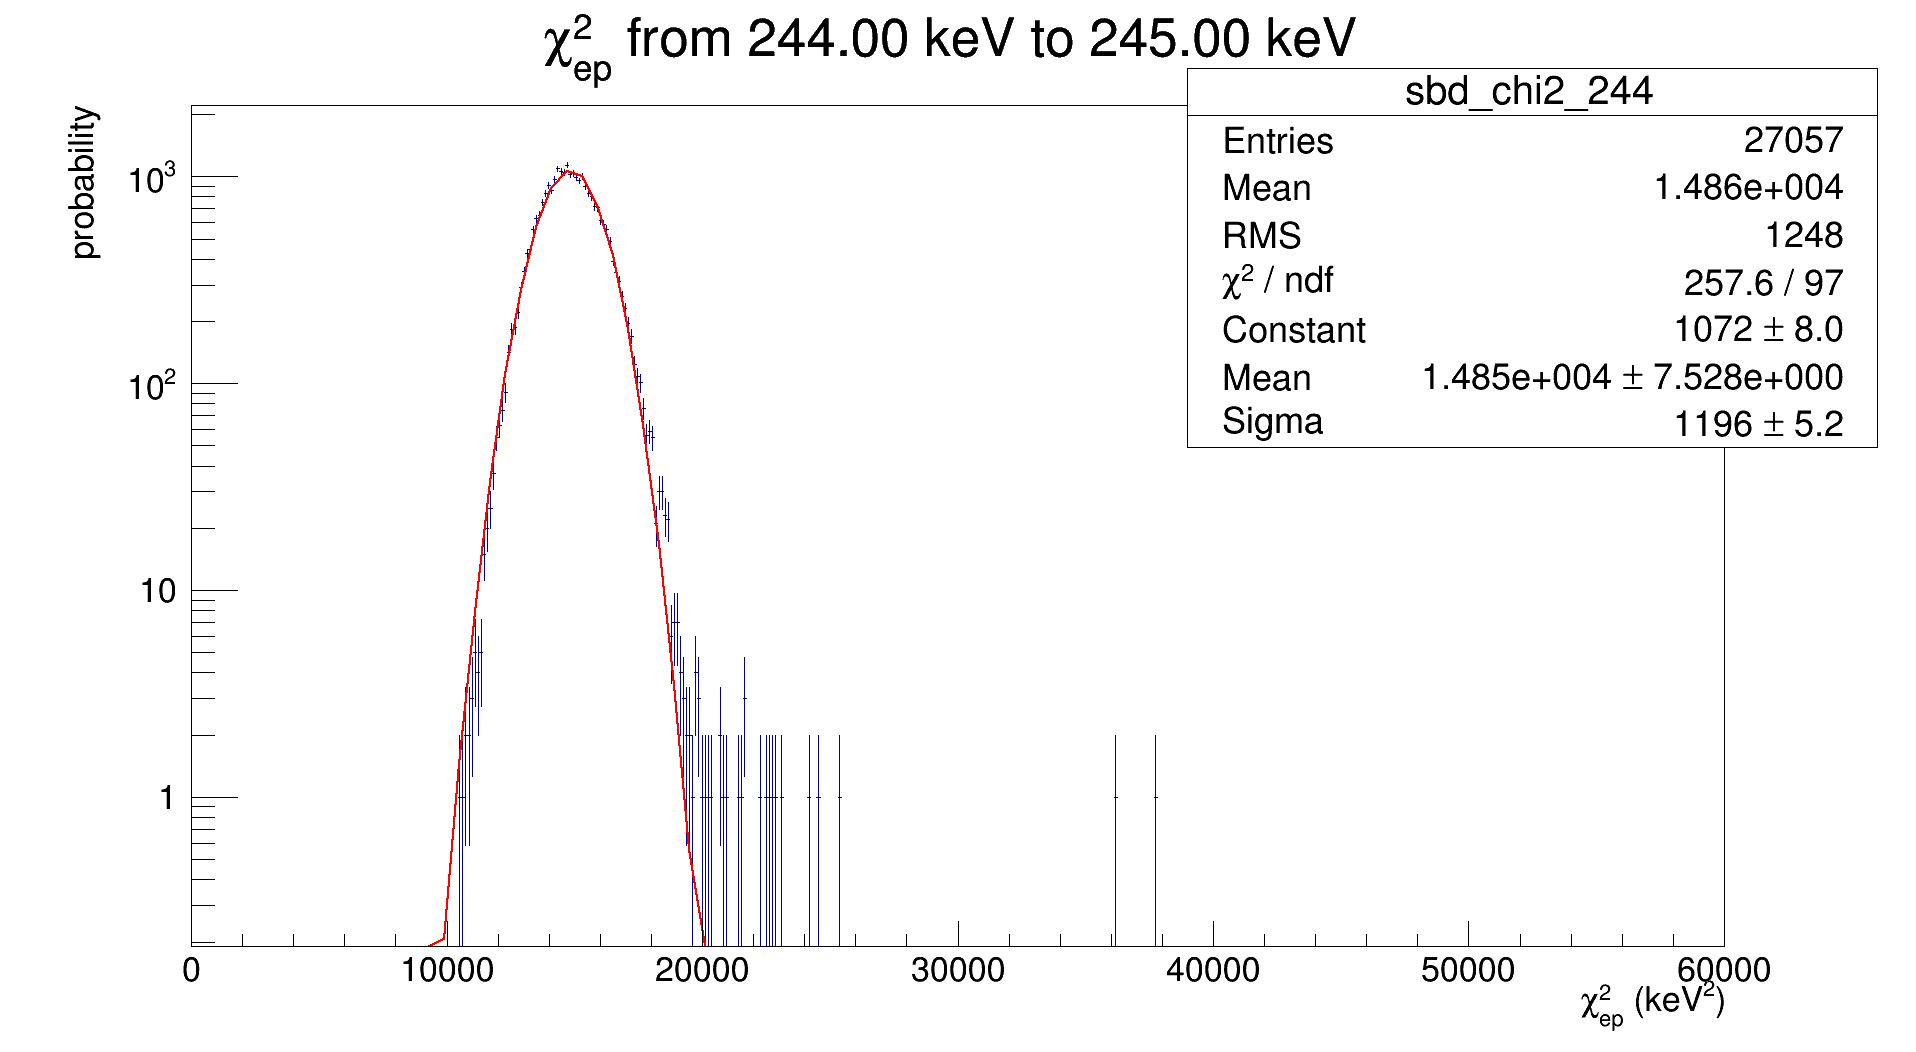 χ²ep from 244.00 keV to 245.00 keV
sbd_chi2_244
Entries 27057
Mean 1.486e+004
RMS 1248
χ² / ndf 257.6 / 97
Constant 1072 ± 8.0
Mean 1.485e+004 ± 7.528e+000
Sigma 1196 ± 5.2
probability
10³
10²
10
1
0 10000 20000 30000 40000 50000 60000
χ²ep (keV²)